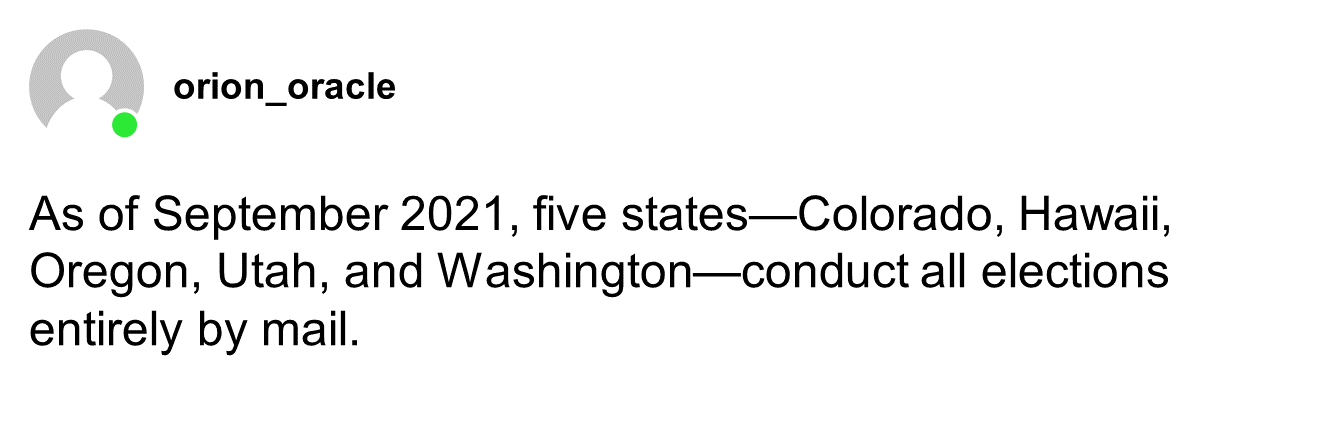 orion_oracle
As of September 2021, five states—Colorado, Hawaii,
Oregon, Utah, and Washington—conduct all elections
entirely by mail.